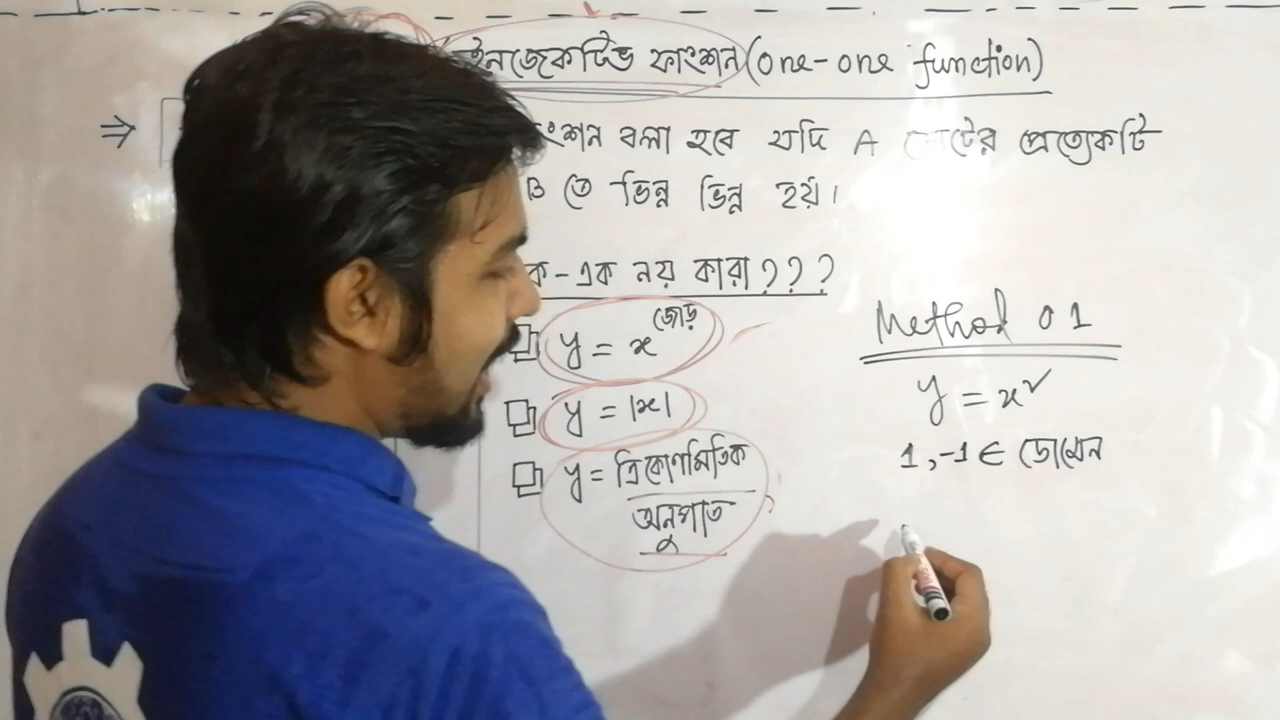 ইনজেকটিভ ফাংশন (one-one function)
⇒ ংশন বলা হবে যদি A সেটের প্রত্যেকটি
B তে ভিন্ন ভিন্ন হয়।
ক-এক নয় কারা???
y = x^জোড়
y = |x|
y = ত্রিকোণমিতিক
অনুপাত
Method 01
y = x²
1, -1 ∈ ডোমেন